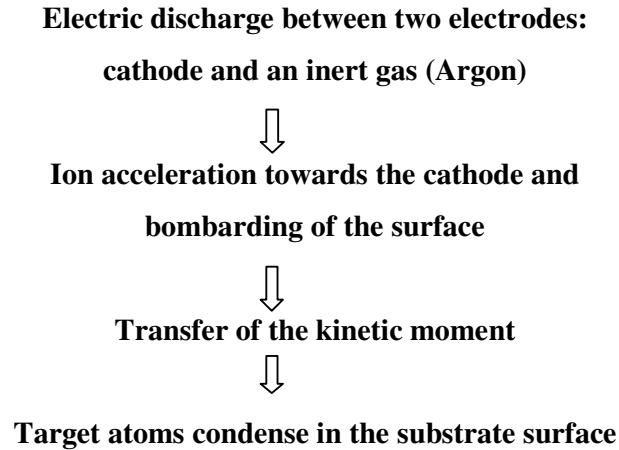 Electric discharge between two electrodes:
cathode and an inert gas (Argon)
Ion acceleration towards the cathode and
bombarding of the surface
Transfer of the kinetic moment
Target atoms condense in the substrate surface